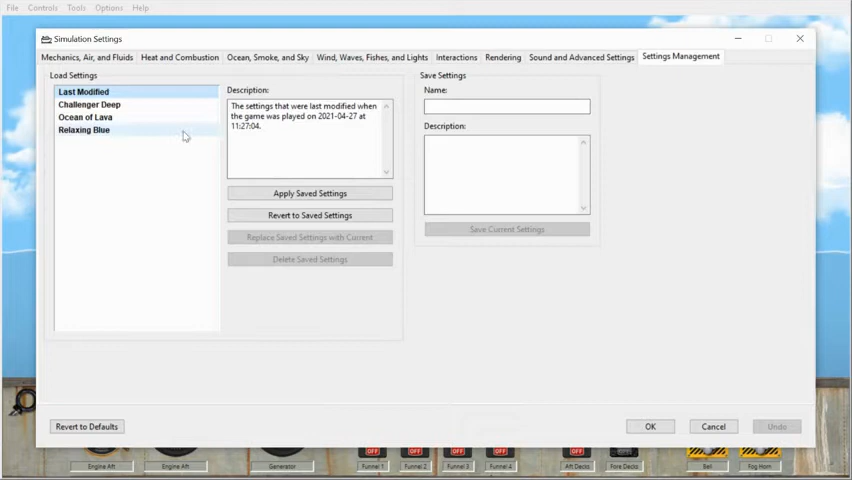 File Controls Tools Options Help
Simulation Settings
Mechanics, Air, and Fluids Heat and Combustion Ocean, Smoke, and Sky Wind, Waves, Fishes, and Lights Interactions Rendering Sound and Advanced Settings Settings Management
Load Settings
Last Modified
Challenger Deep
Ocean of Lava
Relaxing Blue
Description:
The settings that were last modified when
the game was played on 2021-04-27 at
11:27:04.
Apply Saved Settings
Revert to Saved Settings
Replace Saved Settings with Current
Delete Saved Settings
Save Settings
Name:
Description:
Save Current Settings
Revert to Defaults
OK Cancel Undo
OFF OFF OFF OFF OFF
Engine Aft Engine Aft Generator Funnel 1 Funnel 2 Funnel 3 Funnel 4 Aft Decks Fore Decks Bell Fog Horn